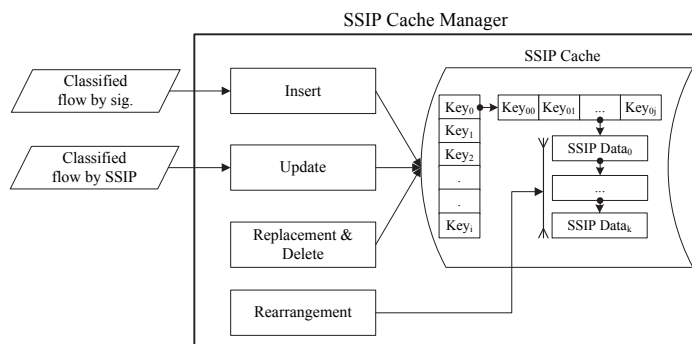 SSIP Cache Manager
SSIP Cache
Classified
flow by sig.
Insert
Key0 Key00 Key01 ... Key0j
Key1
SSIP Data0
Classified
flow by SSIP
Update
Key2
.
...
.
Replacement &
Delete
Keyi
SSIP Datak
Rearrangement